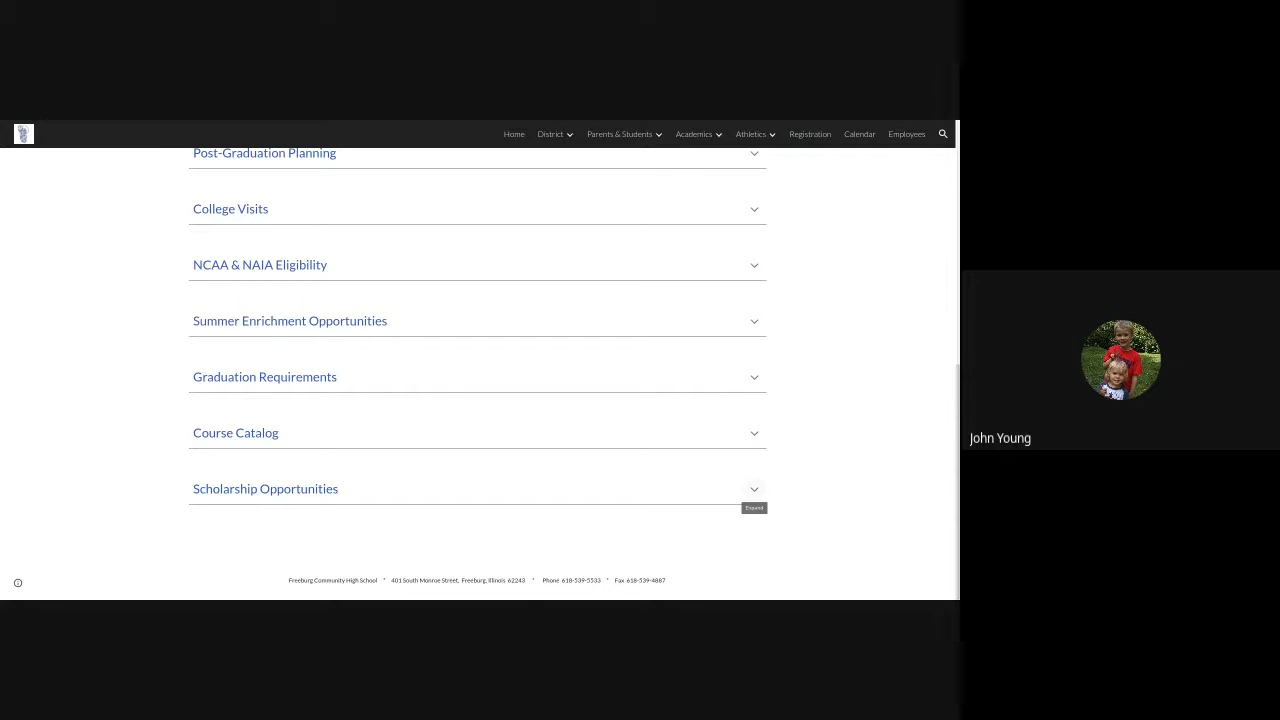 Home District Parents & Students Academics Athletics Registration Calendar Employees
Post-Graduation Planning
College Visits
NCAA & NAIA Eligibility
Summer Enrichment Opportunities
Graduation Requirements
Course Catalog
Scholarship Opportunities
Expand
Freeburg Community High School * 401 South Monroe Street, Freeburg, Illinois 62243 * Phone 618-539-5533 * Fax 618-539-4887
John Young